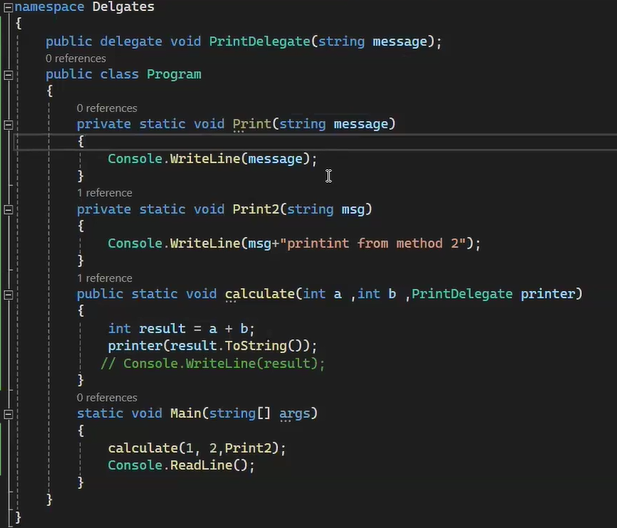 namespace Delgates
{
public delegate void PrintDelegate(string message);
0 references
public class Program
{
0 references
private static void Print(string message)
{
Console.WriteLine(message);
}
1 reference
private static void Print2(string msg)
{
Console.WriteLine(msg+"printint from method 2");
}
1 reference
public static void calculate(int a ,int b ,PrintDelegate printer)
{
int result = a + b;
printer(result.ToString());
// Console.WriteLine(result);
}
0 references
static void Main(string[] args)
{
calculate(1, 2,Print2);
Console.ReadLine();
}
}
}